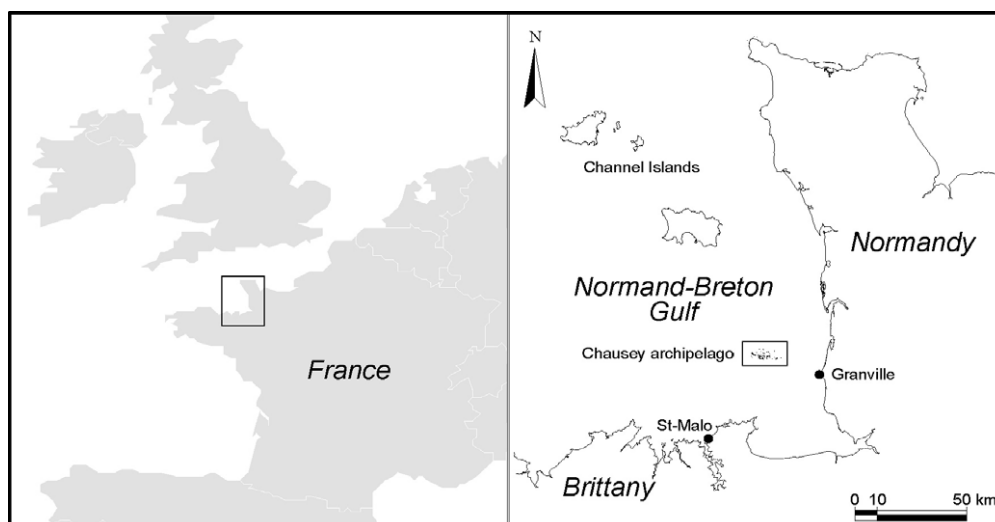 France
N
Channel Islands
Normandy
Normand-Breton
Gulf
Chausey archipelago
Granville
St-Malo
Brittany
0 10 50 km